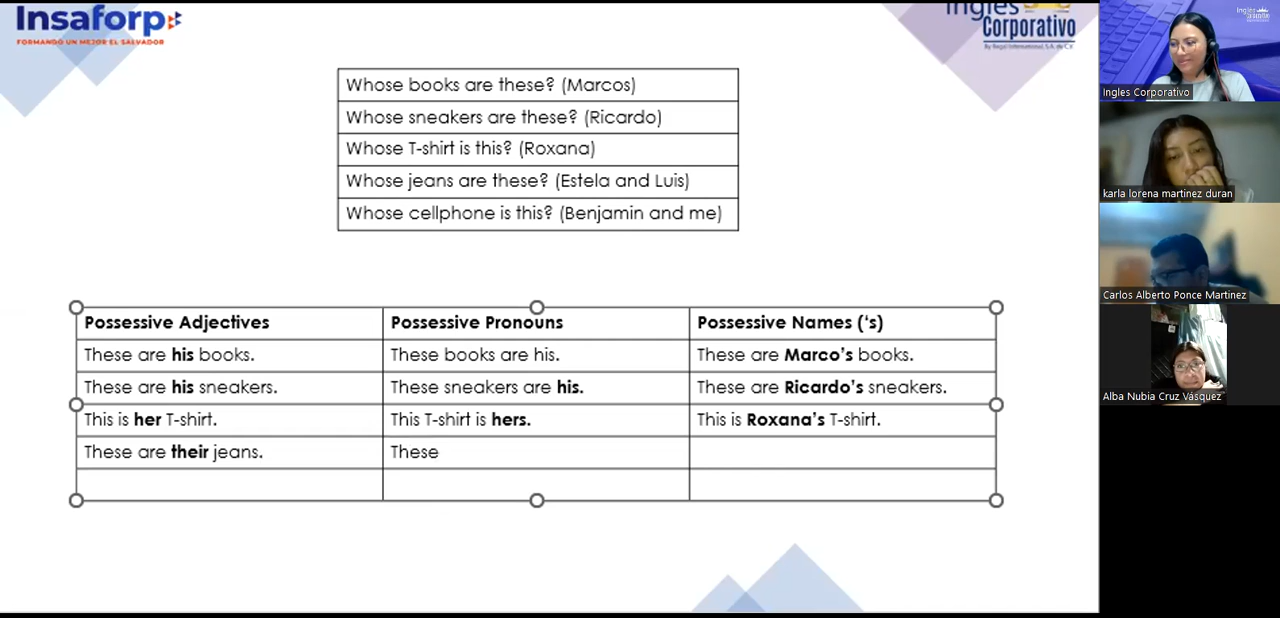 Insaforp
FORMANDO UN MEJOR EL SALVADOR
Ingles
Corporativo
Whose books are these? (Marcos)
Whose sneakers are these? (Ricardo)
Whose T-shirt is this? (Roxana)
Whose jeans are these? (Estela and Luis)
Whose cellphone is this? (Benjamin and me)
Possessive Adjectives Possessive Pronouns Possessive Names (‘s)
These are his books. These books are his. These are Marco’s books.
These are his sneakers. These sneakers are his. These are Ricardo’s sneakers.
This is her T-shirt. This T-shirt is hers. This is Roxana’s T-shirt.
These are their jeans. These
Ingles Corporativo
karla lorena martinez duran
Carlos Alberto Ponce Martinez
Alba Nubia Cruz Vásquez